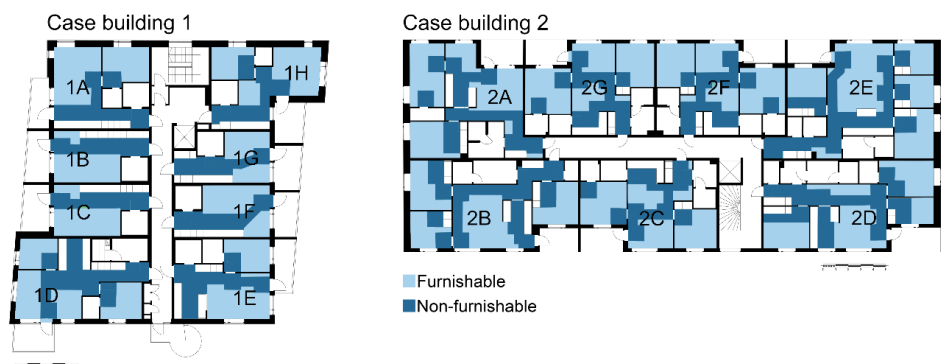 Case building 1
Case building 2
1A
1H
1B
1G
1C
1F
1D
1E
2A
2G
2F
2E
2B
2C
2D
Furnishable
Non-furnishable